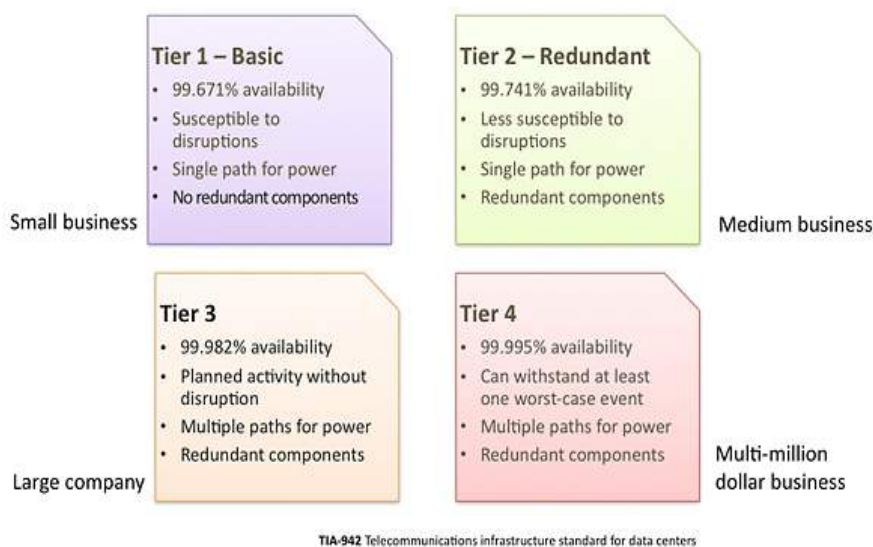 Tier 1 – Basic
• 99.671% availability
• Susceptible to
disruptions
• Single path for power
• No redundant components
Small business
Tier 2 – Redundant
• 99.741% availability
• Less susceptible to
disruptions
• Single path for power
• Redundant components
Medium business
Tier 3
• 99.982% availability
• Planned activity without
disruption
• Multiple paths for power
• Redundant components
Large company
Tier 4
• 99.995% availability
• Can withstand at least
one worst-case event
• Multiple paths for power
• Redundant components
Multi-million
dollar business
TIA-942 Telecommunications infrastructure standard for data centers